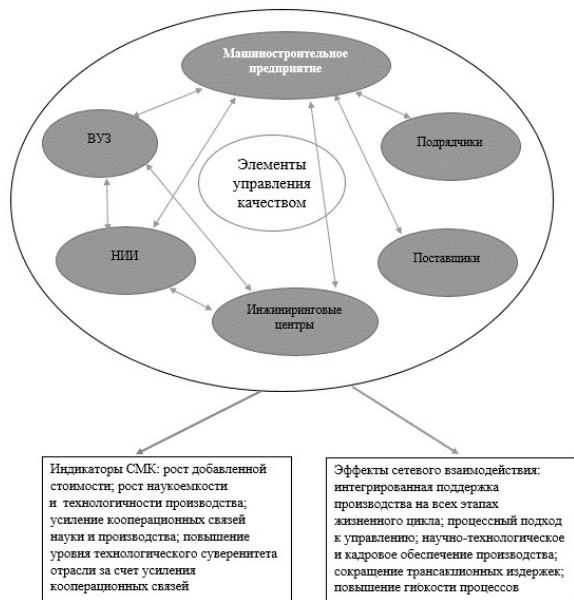 Машиностроительное
предприятие
ВУЗ
Подрядчики
Элементы
управления
качеством
НИИ
Поставщики
Инжиниринговые
центры
Индикаторы СМК: рост добавленной
стоимости; рост наукоемкости
и технологичности производства;
усиление кооперационных связей
науки и производства; повышение
уровня технологического суверенитета
отрасли за счет усиления
кооперационных связей
Эффекты сетевого взаимодействия:
интегрированная поддержка
производства на всех этапах
жизненного цикла; процессный подход
к управлению; научно-технологическое
и кадровое обеспечение производства;
сокращение трансакционных издержек;
повышение гибкости процессов